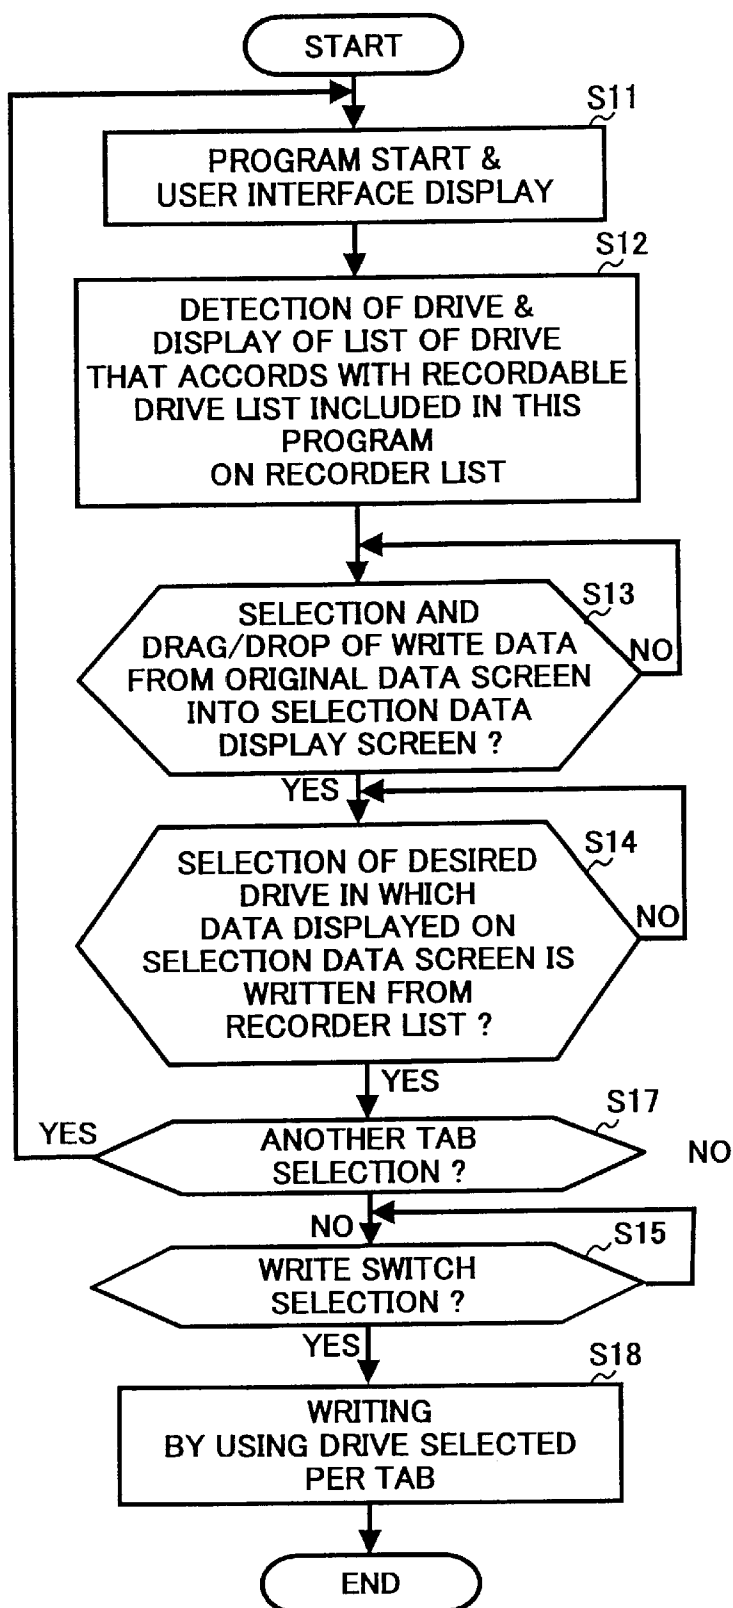 START
S11
PROGRAM START &
USER INTERFACE DISPLAY
S12
DETECTION OF DRIVE &
DISPLAY OF LIST OF DRIVE
THAT ACCORDS WITH RECORDABLE
DRIVE LIST INCLUDED IN THIS
PROGRAM
ON RECORDER LIST
S13
SELECTION AND
DRAG/DROP OF WRITE DATA
FROM ORIGINAL DATA SCREEN
INTO SELECTION DATA
DISPLAY SCREEN ?
NO
YES
S14
SELECTION OF DESIRED
DRIVE IN WHICH
DATA DISPLAYED ON
SELECTION DATA SCREEN IS
WRITTEN FROM
RECORDER LIST ?
NO
YES
S17
YES
ANOTHER TAB
SELECTION ?
NO
NO
S15
WRITE SWITCH
SELECTION ?
YES
S18
WRITING
BY USING DRIVE SELECTED
PER TAB
END